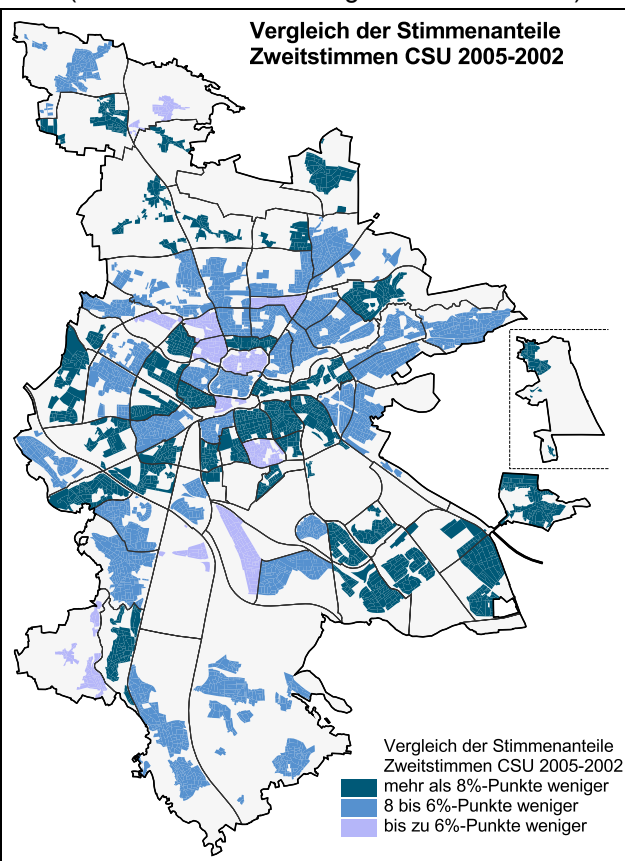 Vergleich der Stimmenanteile
Zweitstimmen CSU 2005-2002
Vergleich der Stimmenanteile
Zweitstimmen CSU 2005-2002
mehr als 8%-Punkte weniger
8 bis 6%-Punkte weniger
bis zu 6%-Punkte weniger